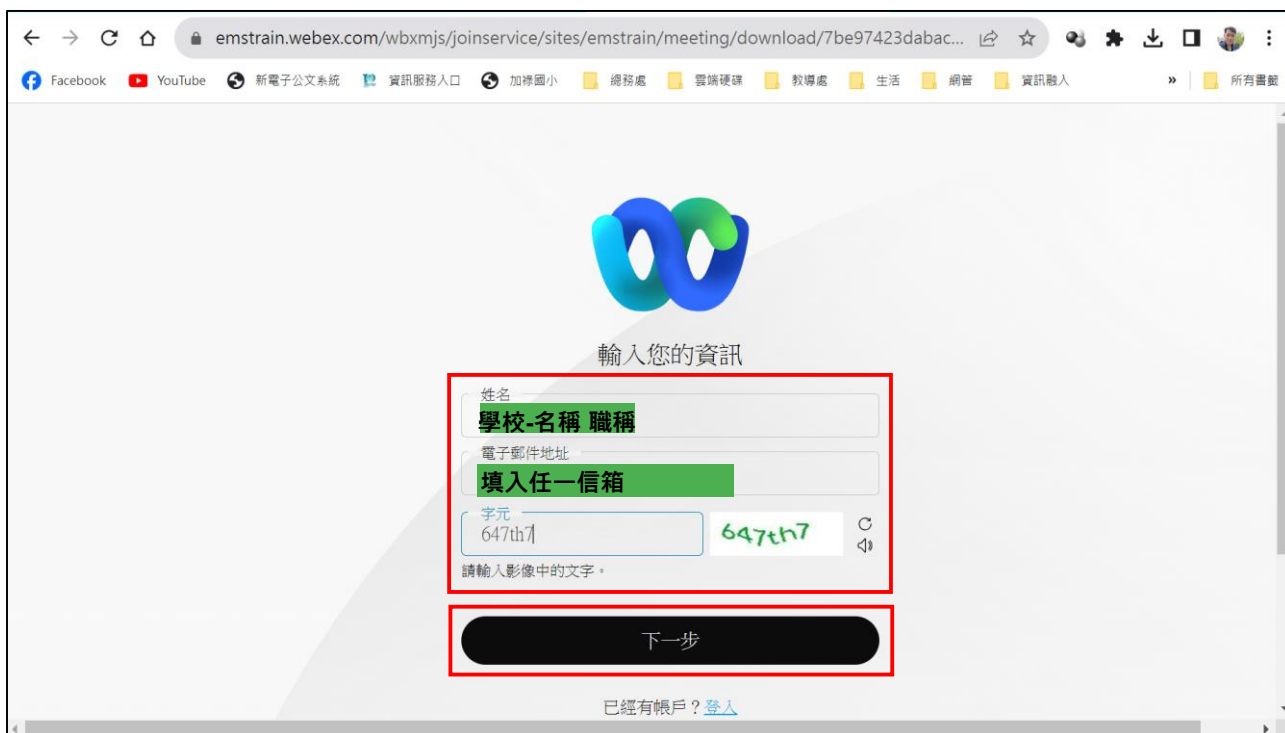 emstrain.webex.com/wbxmjs/joinservice/sites/emstrain/meeting/download/7be97423dabac...
Facebook YouTube 新電子公文系統 資訊服務入口 加祿國小 總務處 雲端硬碟 教導處 生活 網管 資訊融入 » 所有書籤
輸入您的資訊
姓名
學校-名稱 職稱
電子郵件地址
填入任一信箱
字元
647th7 647th7
請輸入影像中的文字。
下一步
已經有帳戶？登入